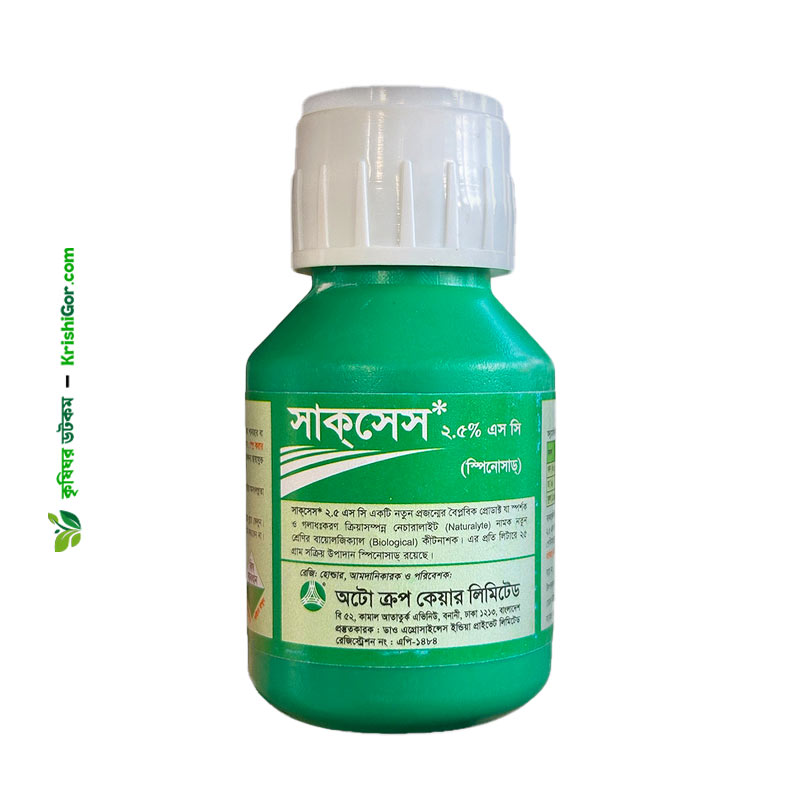 সাক্‌সেস* ২.৫% এস সি
(স্পিনোসাড্)
সাক্‌সেস* ২.৫ এস সি একটি নতুন প্রজন্মের বৈপ্লবিক প্রোডাক্ট যা স্পর্শক
ও গলাধঃকরণ ক্রিয়াসম্পন্ন নেচারালাইট (Naturalyte) নামক নতুন
শ্রেণির বায়োলজিক্যাল (Biological) কীটনাশক। এর প্রতি লিটারে ২৫
গ্রাম সক্রিয় উপাদান স্পিনোসাড্ রয়েছে।
রেজি: হোল্ডার, আমদানিকারক ও পরিবেশক:
অটো ক্রপ কেয়ার লিমিটেড
বি ৫২, কামাল আতাতুর্ক এভিনিউ, বনানী, ঢাকা ১২১৩, বাংলাদেশ
প্রস্তুতকারক : ডাও এগ্রোসাইন্সেস ইন্ডিয়া প্রাইভেট লিমিটেড
রেজিস্ট্রেশন নং : এপি-১৪৮৪
কৃষিঘর ডটকম – KrishiGor.com